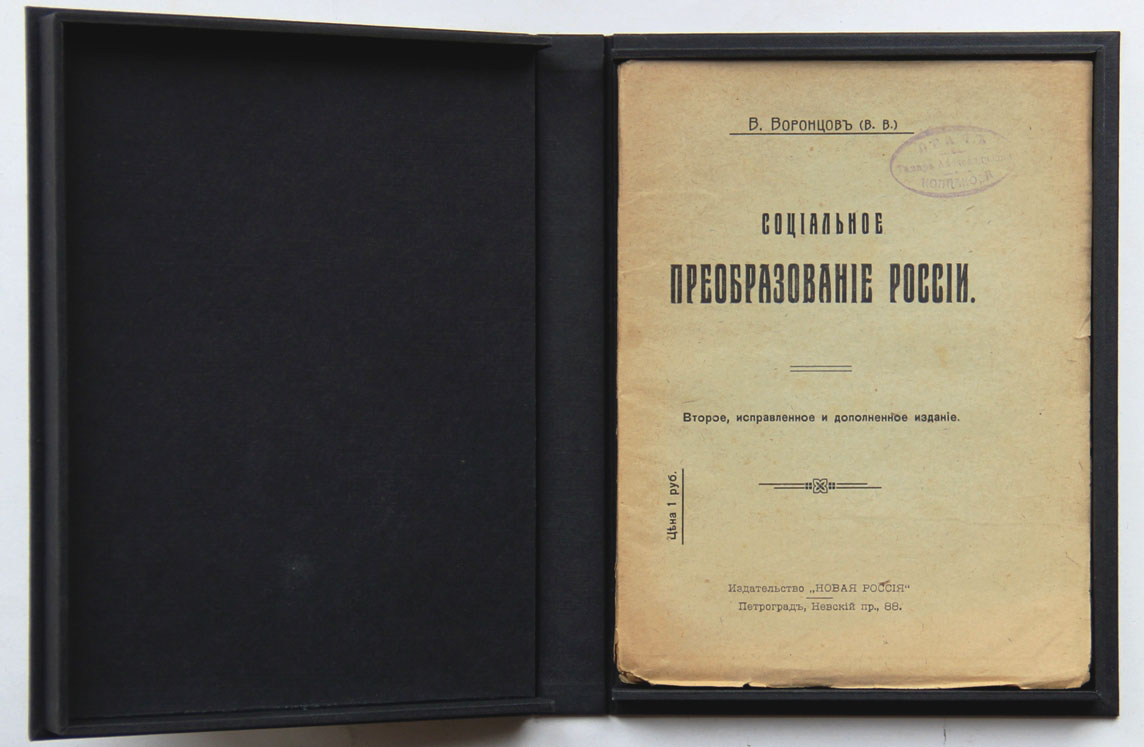 В. Воронцовъ (В. В.)
СОЦІАЛЬНОЕ
ПРЕОБРАЗОВАНІЕ РОССІИ.
Второе, исправленное и дополненное изданіе.
Цѣна 1 руб.
Издательство „НОВАЯ РОССІЯ“
Петроградъ, Невскій пр., 88.